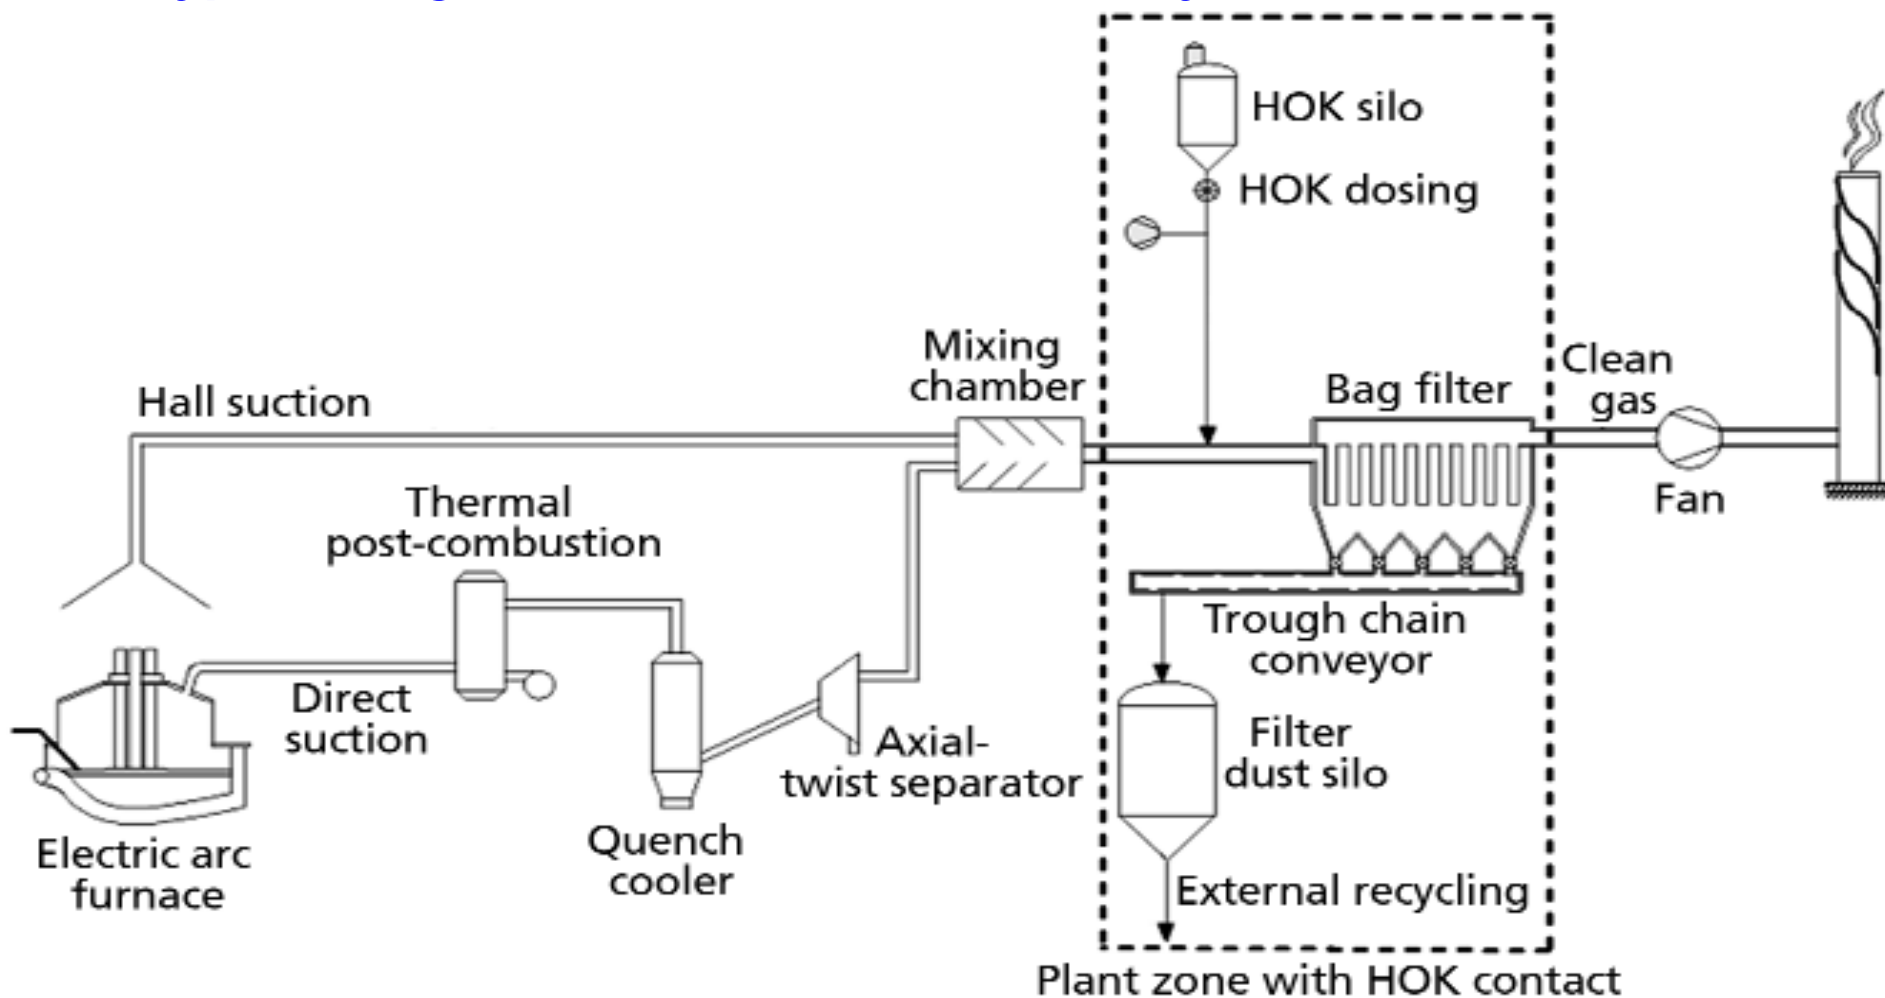 HOK silo
HOK dosing
Mixing
chamber
Clean
gas
Bag filter
Hall suction
Fan
Thermal
post-combustion
Trough chain
conveyor
Direct
suction
Filter
dust silo
Axial-
twist separator
Quench
cooler
Electric arc
furnace
External recycling
Plant zone with HOK contact